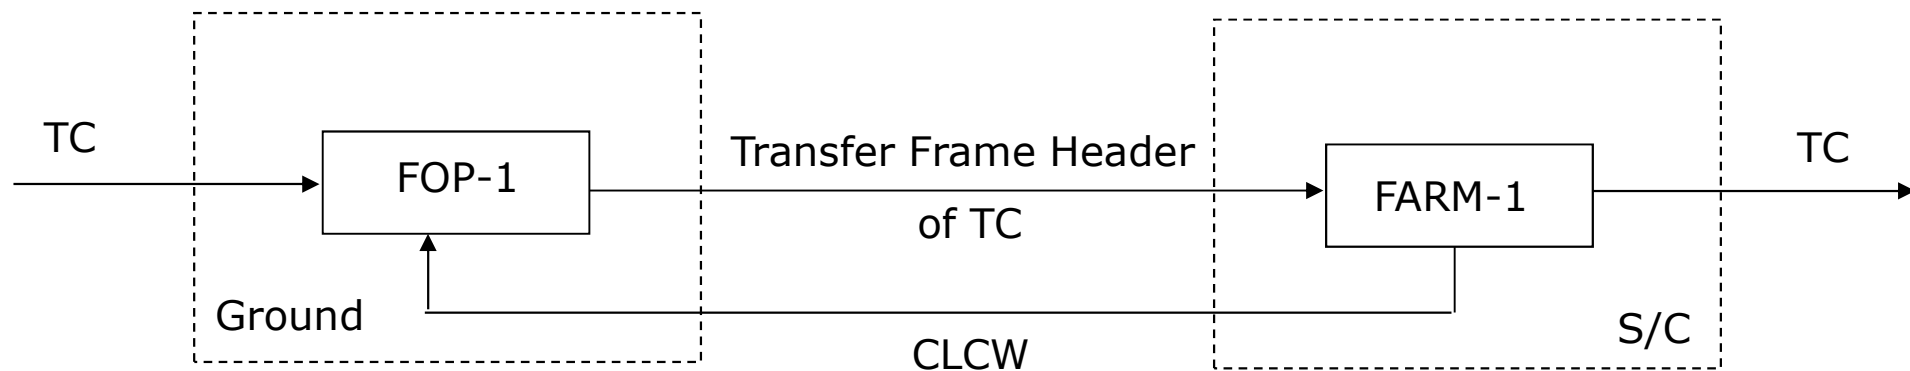 TC
FOP-1
Transfer Frame Header
of TC
FARM-1
TC
Ground
CLCW
S/C